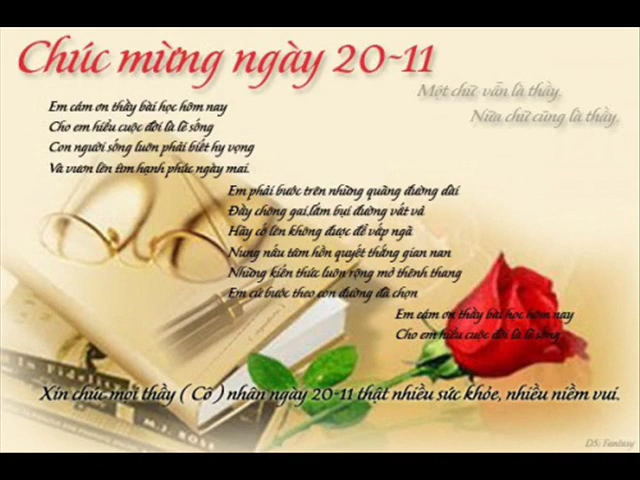 Chúc mừng ngày 20-11
Một chữ vẫn là thầy.
Nửa chữ cũng là thầy.
Em cám ơn thầy bài học hôm nay
Cho em hiểu cuộc đời là lẽ sống
Con người sống luôn phải biết hy vọng
Và vươn lên tìm hạnh phúc ngày mai.
Em phải bước trên những quãng đường dài
Đầy chông gai,lấm bụi đường vất vả
Hãy cố lên không được để vấp ngã
Nung nấu tâm hồn quyết thắng gian nan
Những kiến thức luôn rộng mở thênh thang
Em cứ bước theo con đường đã chọn
Em cám ơn thầy bài học hôm nay
Cho em hiểu cuộc đời là lẽ sống
Xin chúc mọi thầy ( Cô ) nhân ngày 20-11 thật nhiều sức khỏe, nhiều niềm vui.
M.J. ROSE
DS: Fantasy